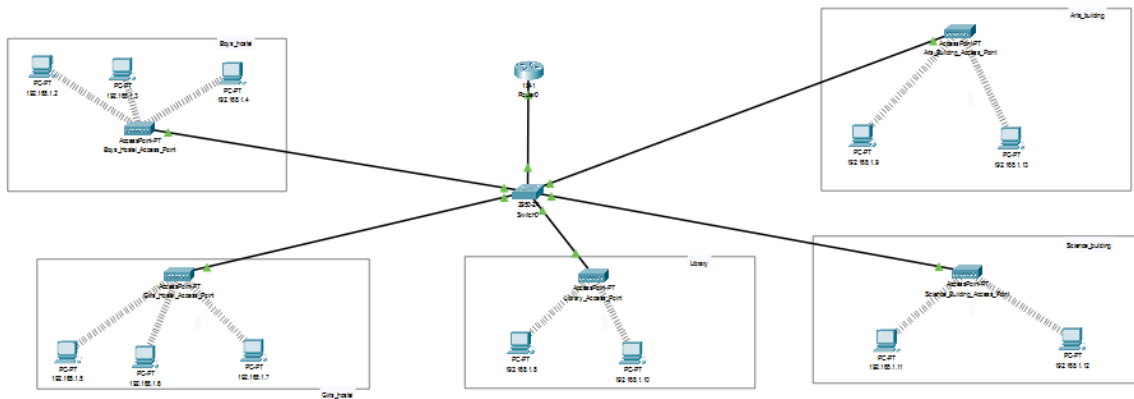 Boys_hostel
PC-PT
192.168.1.2
PC-PT
192.168.1.3
PC-PT
192.168.1.4
AccessPoint-PT
Boys_Hostel_Access_Point
1941
Router0
Arts_building
AccessPoint-PT
Arts_Building_Access_Point
PC-PT
192.168.1.9
PC-PT
192.168.1.13
2950-24
Switch0
AccessPoint-PT
Girls_Hostel_Access_Point
PC-PT
192.168.1.5
PC-PT
192.168.1.6
PC-PT
192.168.1.7
Girls_hostel
Library
AccessPoint-PT
Library_Access_Point
PC-PT
192.168.1.8
PC-PT
192.168.1.10
Science_building
AccessPoint-PT
Science_Building_Access_Point
PC-PT
192.168.1.11
PC-PT
192.168.1.12